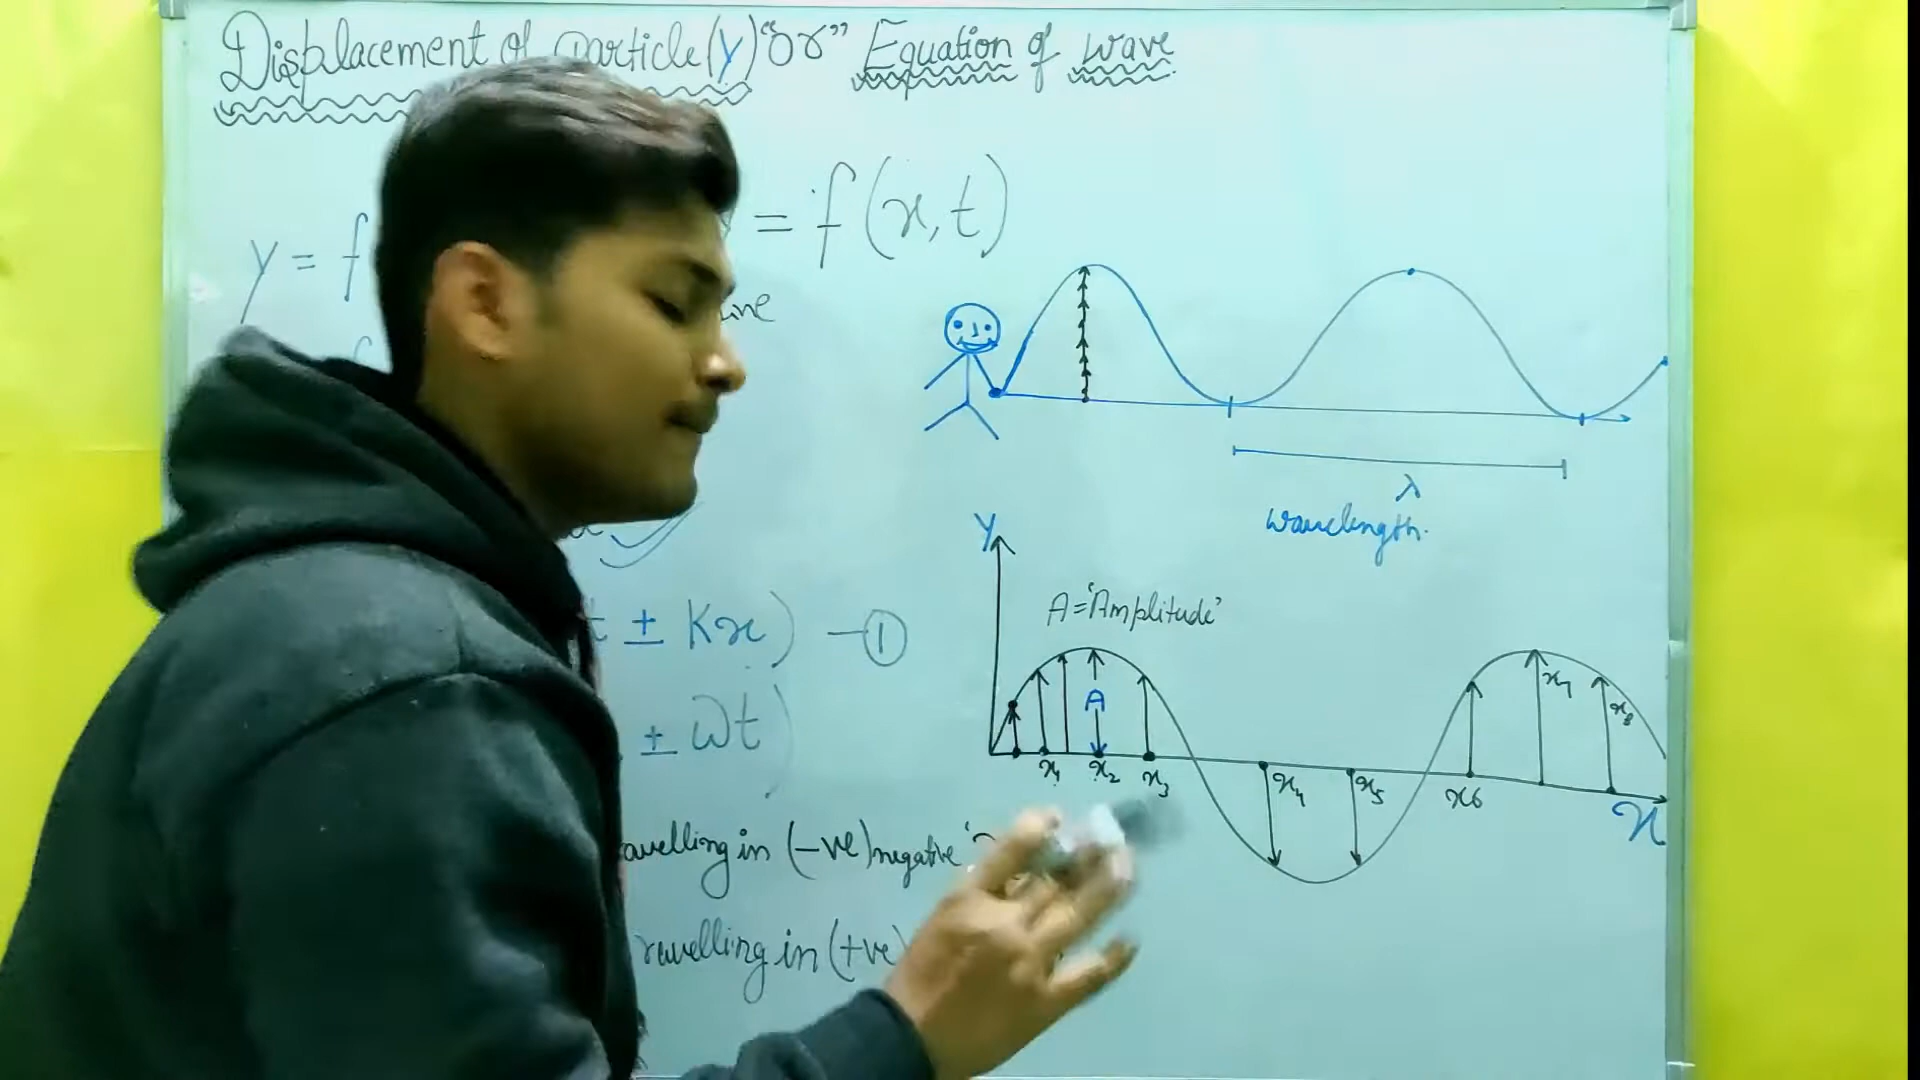 Displacement of Particle (y) "or" Equation of wave
y = f
= f(x,t)
λ
wavelength.
t ± Kx) —①
± ωt)
y
A = 'Amplitude'
A
x₁ x₂ x₃ x₄ x₅ x₆ x₇ x₈
x
avelling in (-ve) negative
ravelling in (+ve)